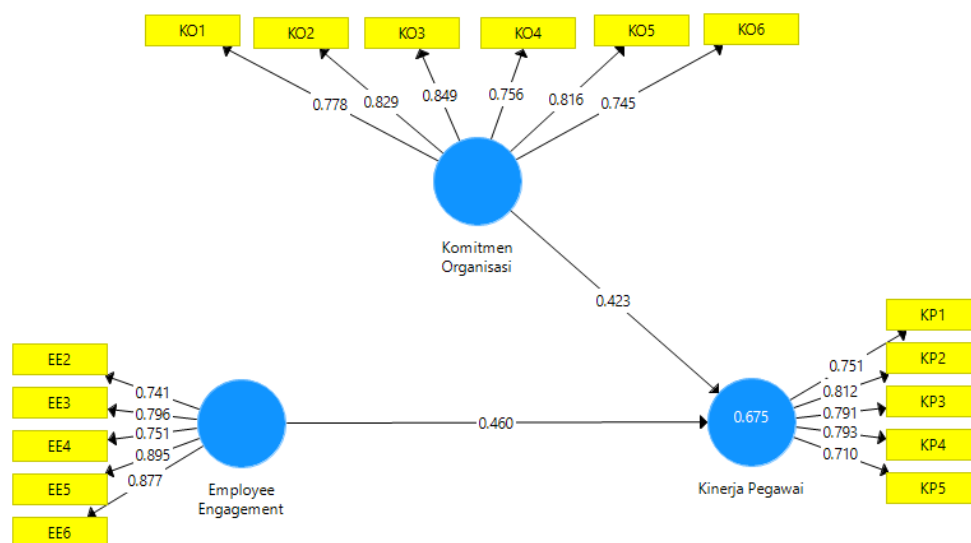 KO1
KO2
KO3
KO4
KO5
KO6
0.778
0.829
0.849
0.756
0.816
0.745
Komitmen
Organisasi
0.423
EE2
EE3
EE4
EE5
EE6
0.741
0.796
0.751
0.895
0.877
Employee
Engagement
0.460
0.675
Kinerja Pegawai
0.751
0.812
0.791
0.793
0.710
KP1
KP2
KP3
KP4
KP5